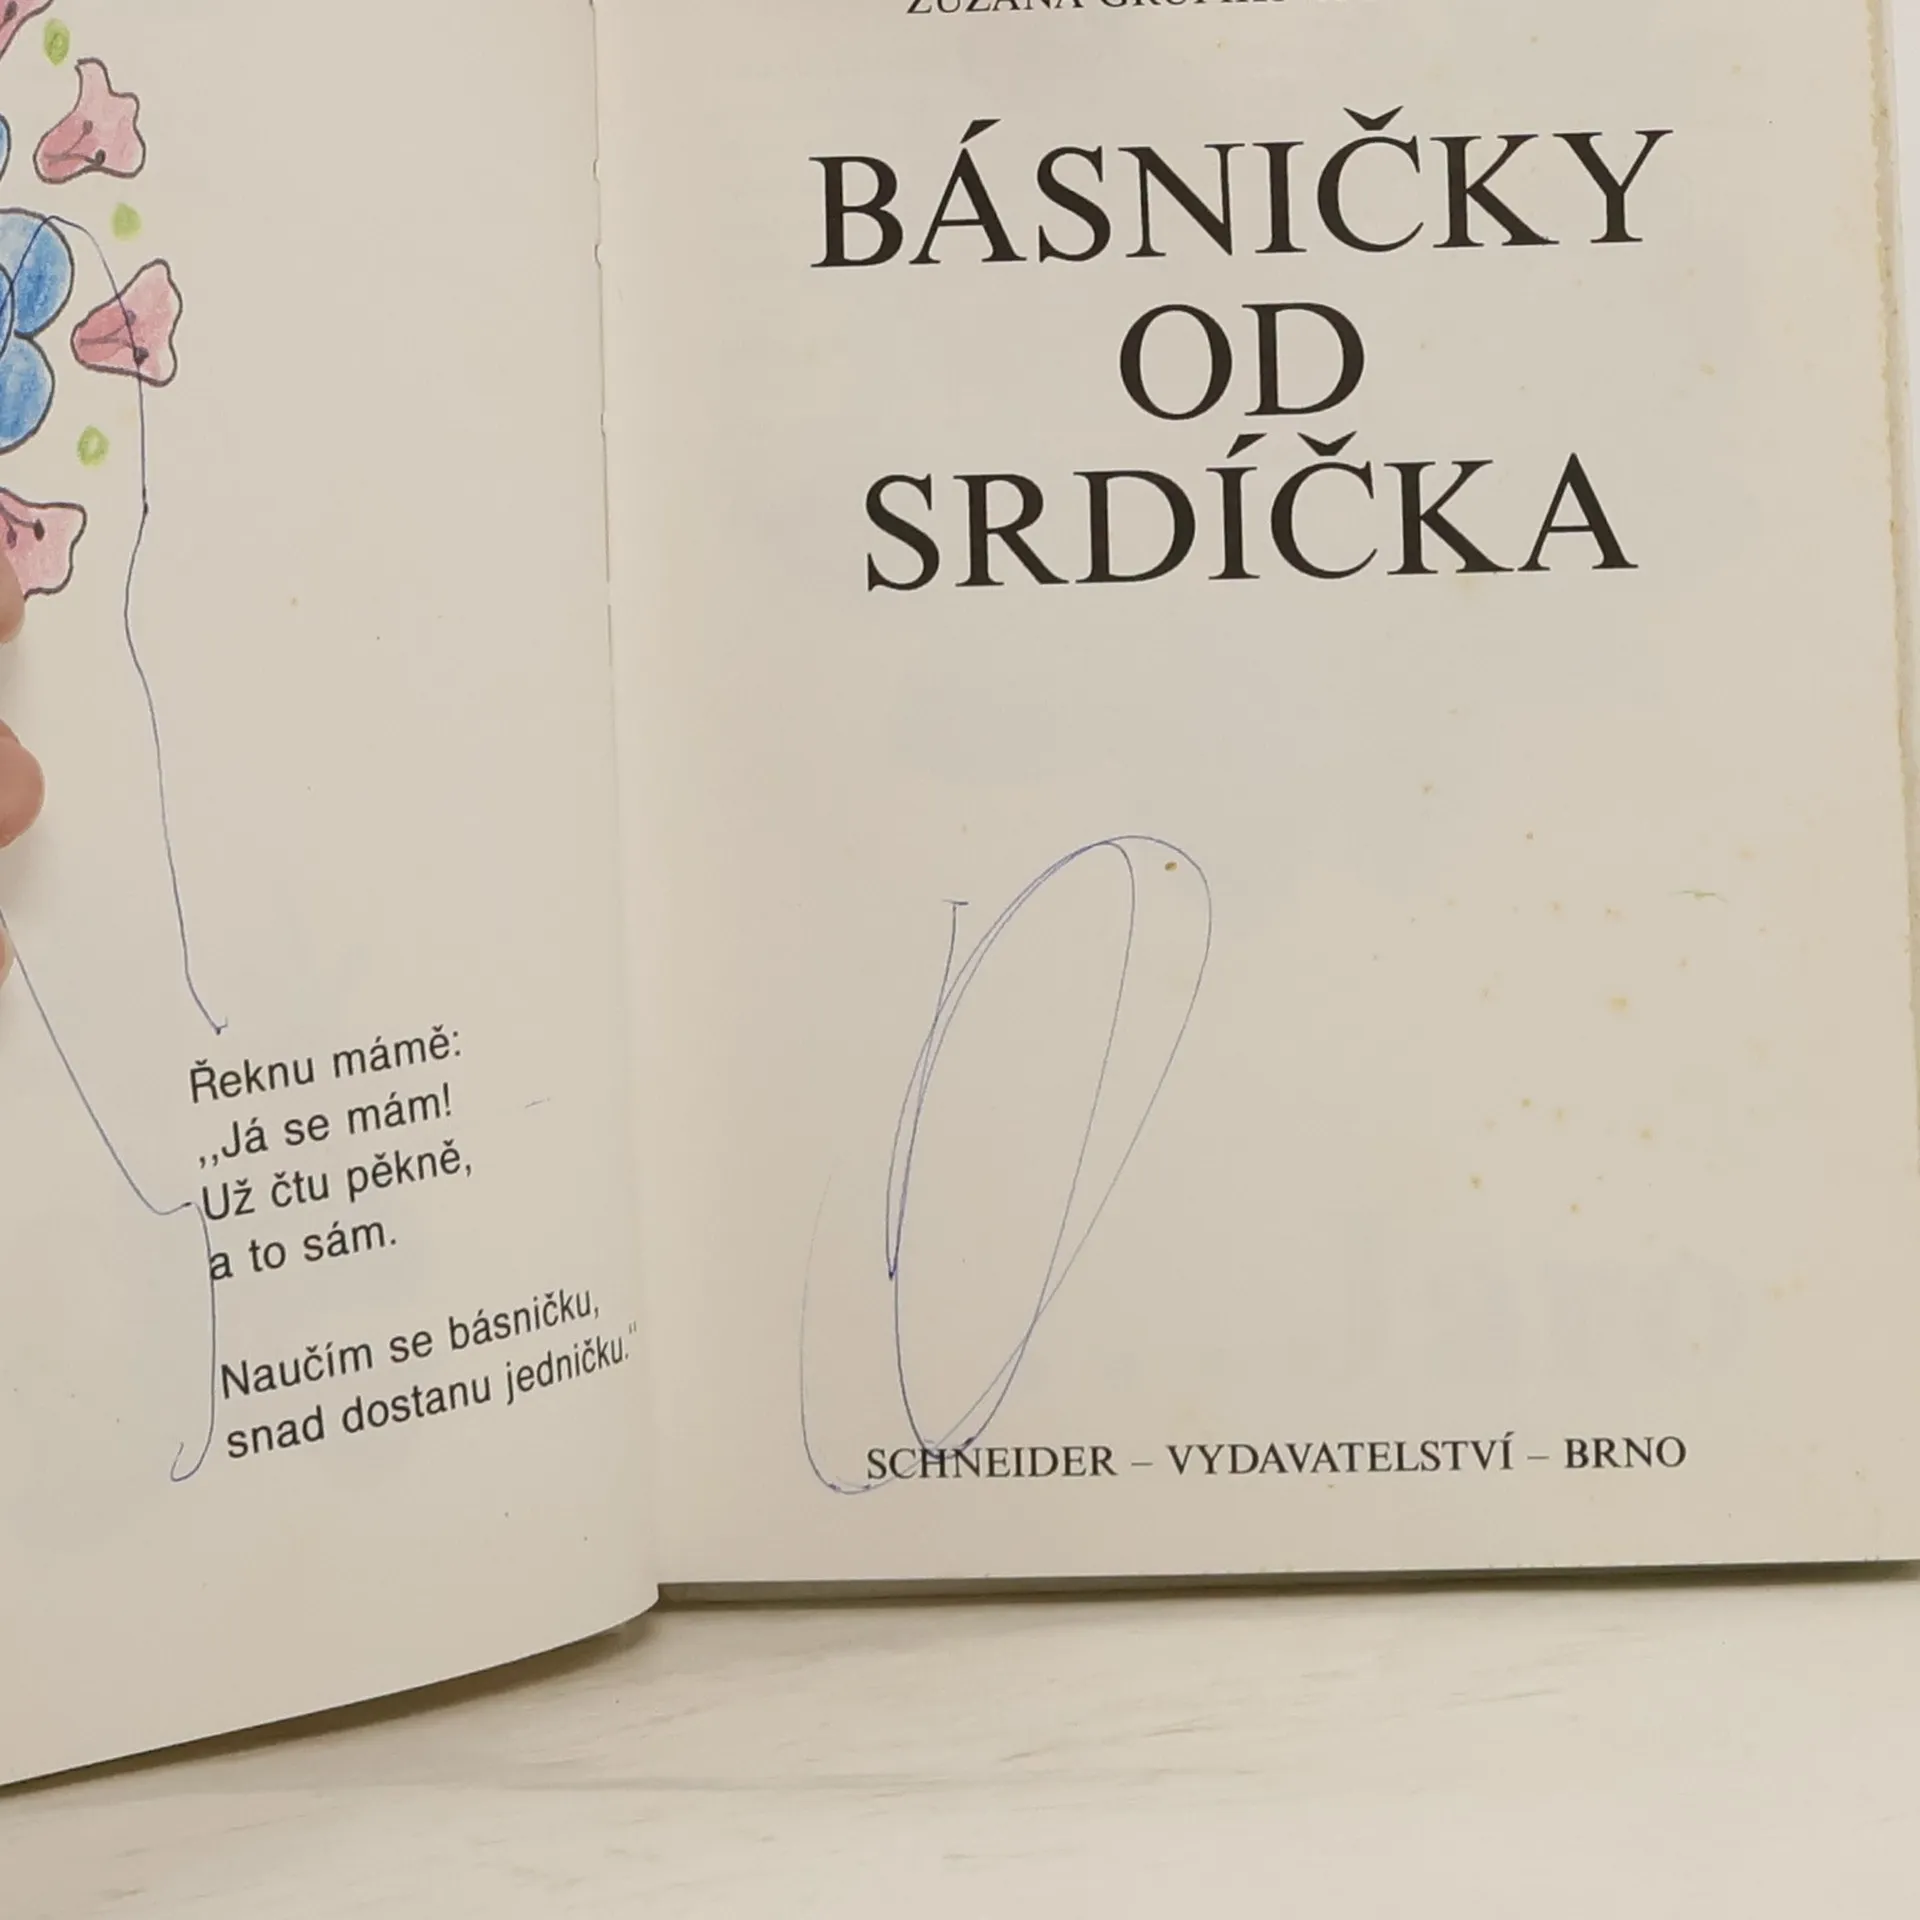 Řeknu mámě:
,,Já se mám!
Už čtu pěkně,
a to sám.
Naučím se básničku,
snad dostanu jedničku."
ZUZANA
BÁSNIČKY
OD
SRDÍČKA
SCHNEIDER – VYDAVATELSTVÍ – BRNO